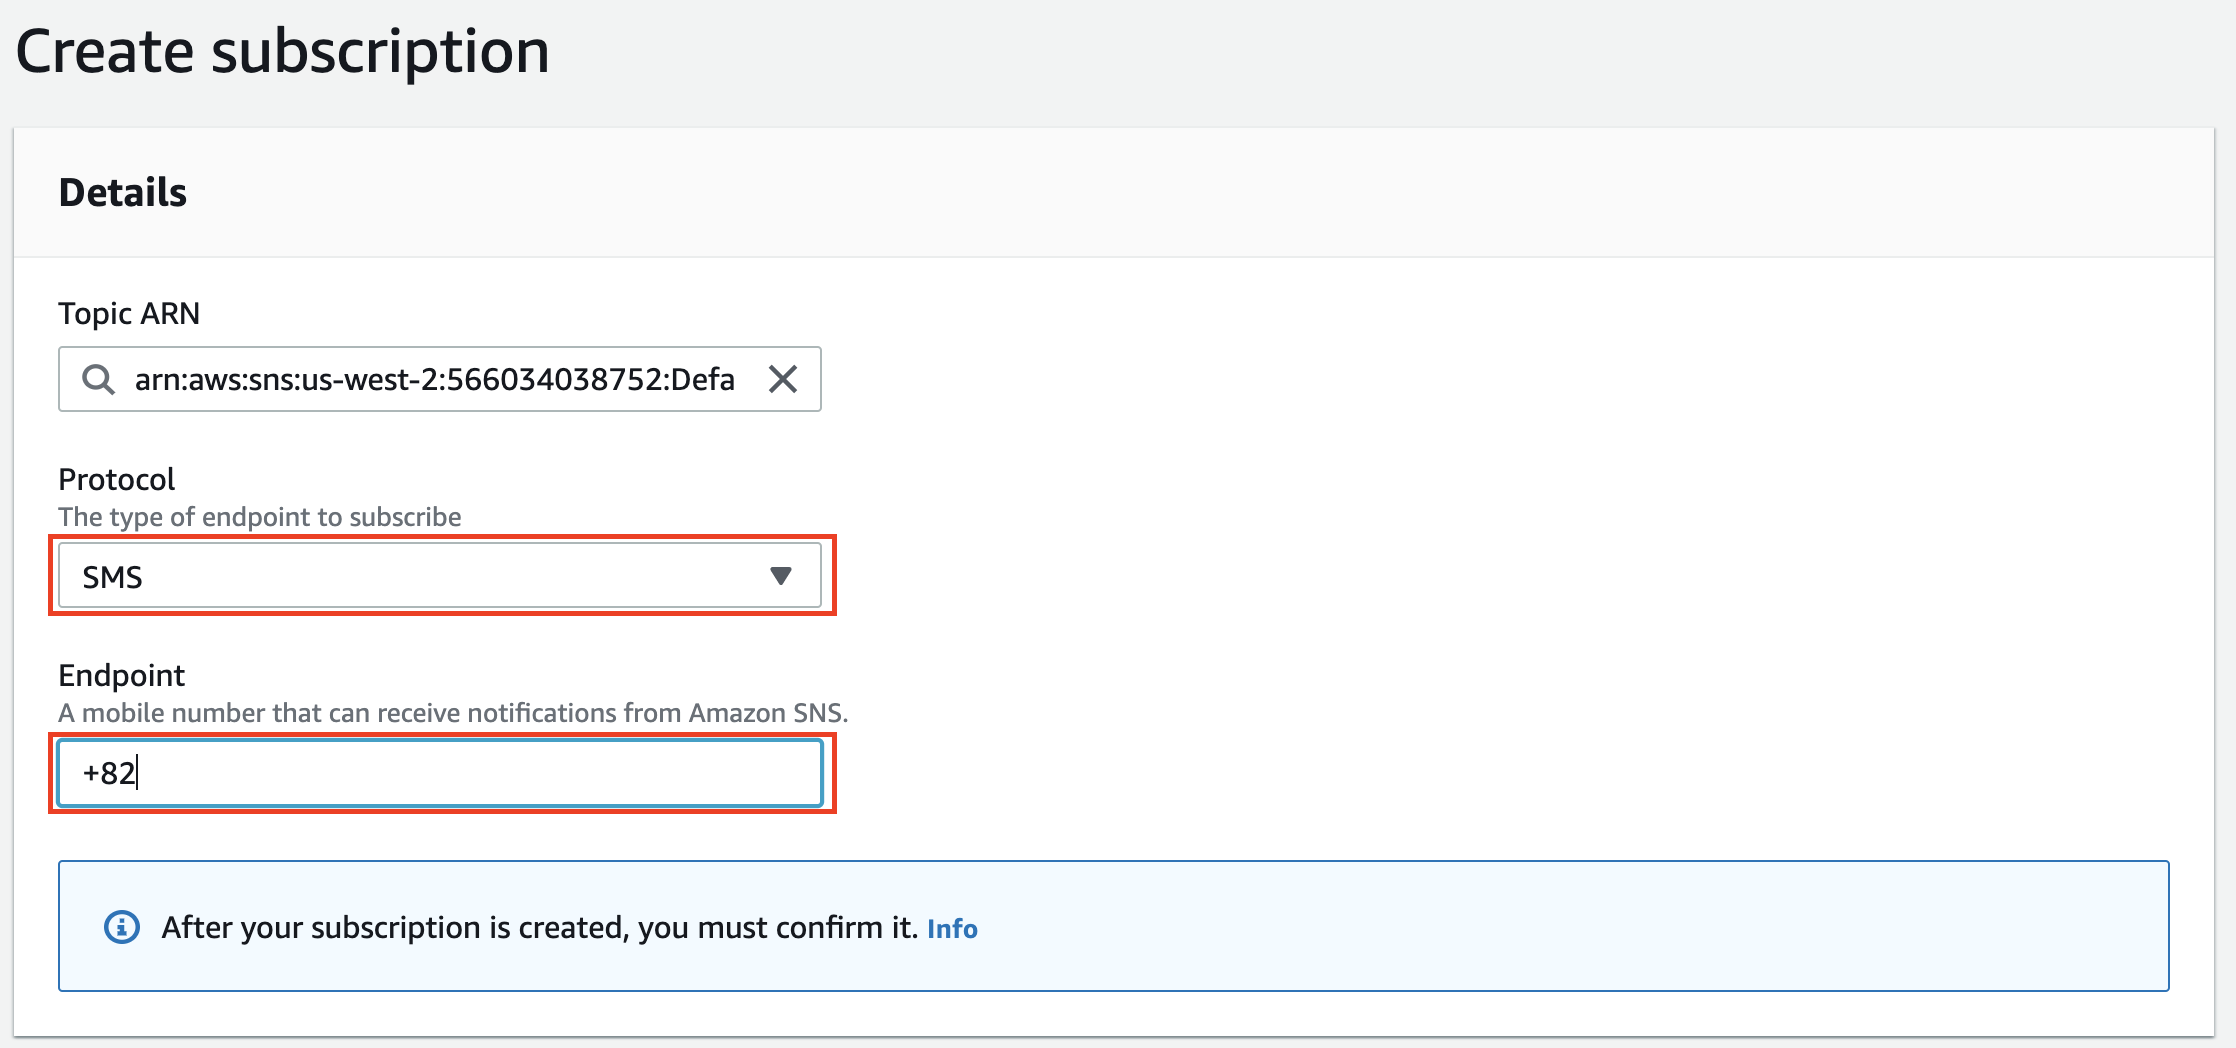 Create subscription
Details
Topic ARN
arn:aws:sns:us-west-2:566034038752:Defa
Protocol
The type of endpoint to subscribe
SMS
Endpoint
A mobile number that can receive notifications from Amazon SNS.
+82
After your subscription is created, you must confirm it. Info